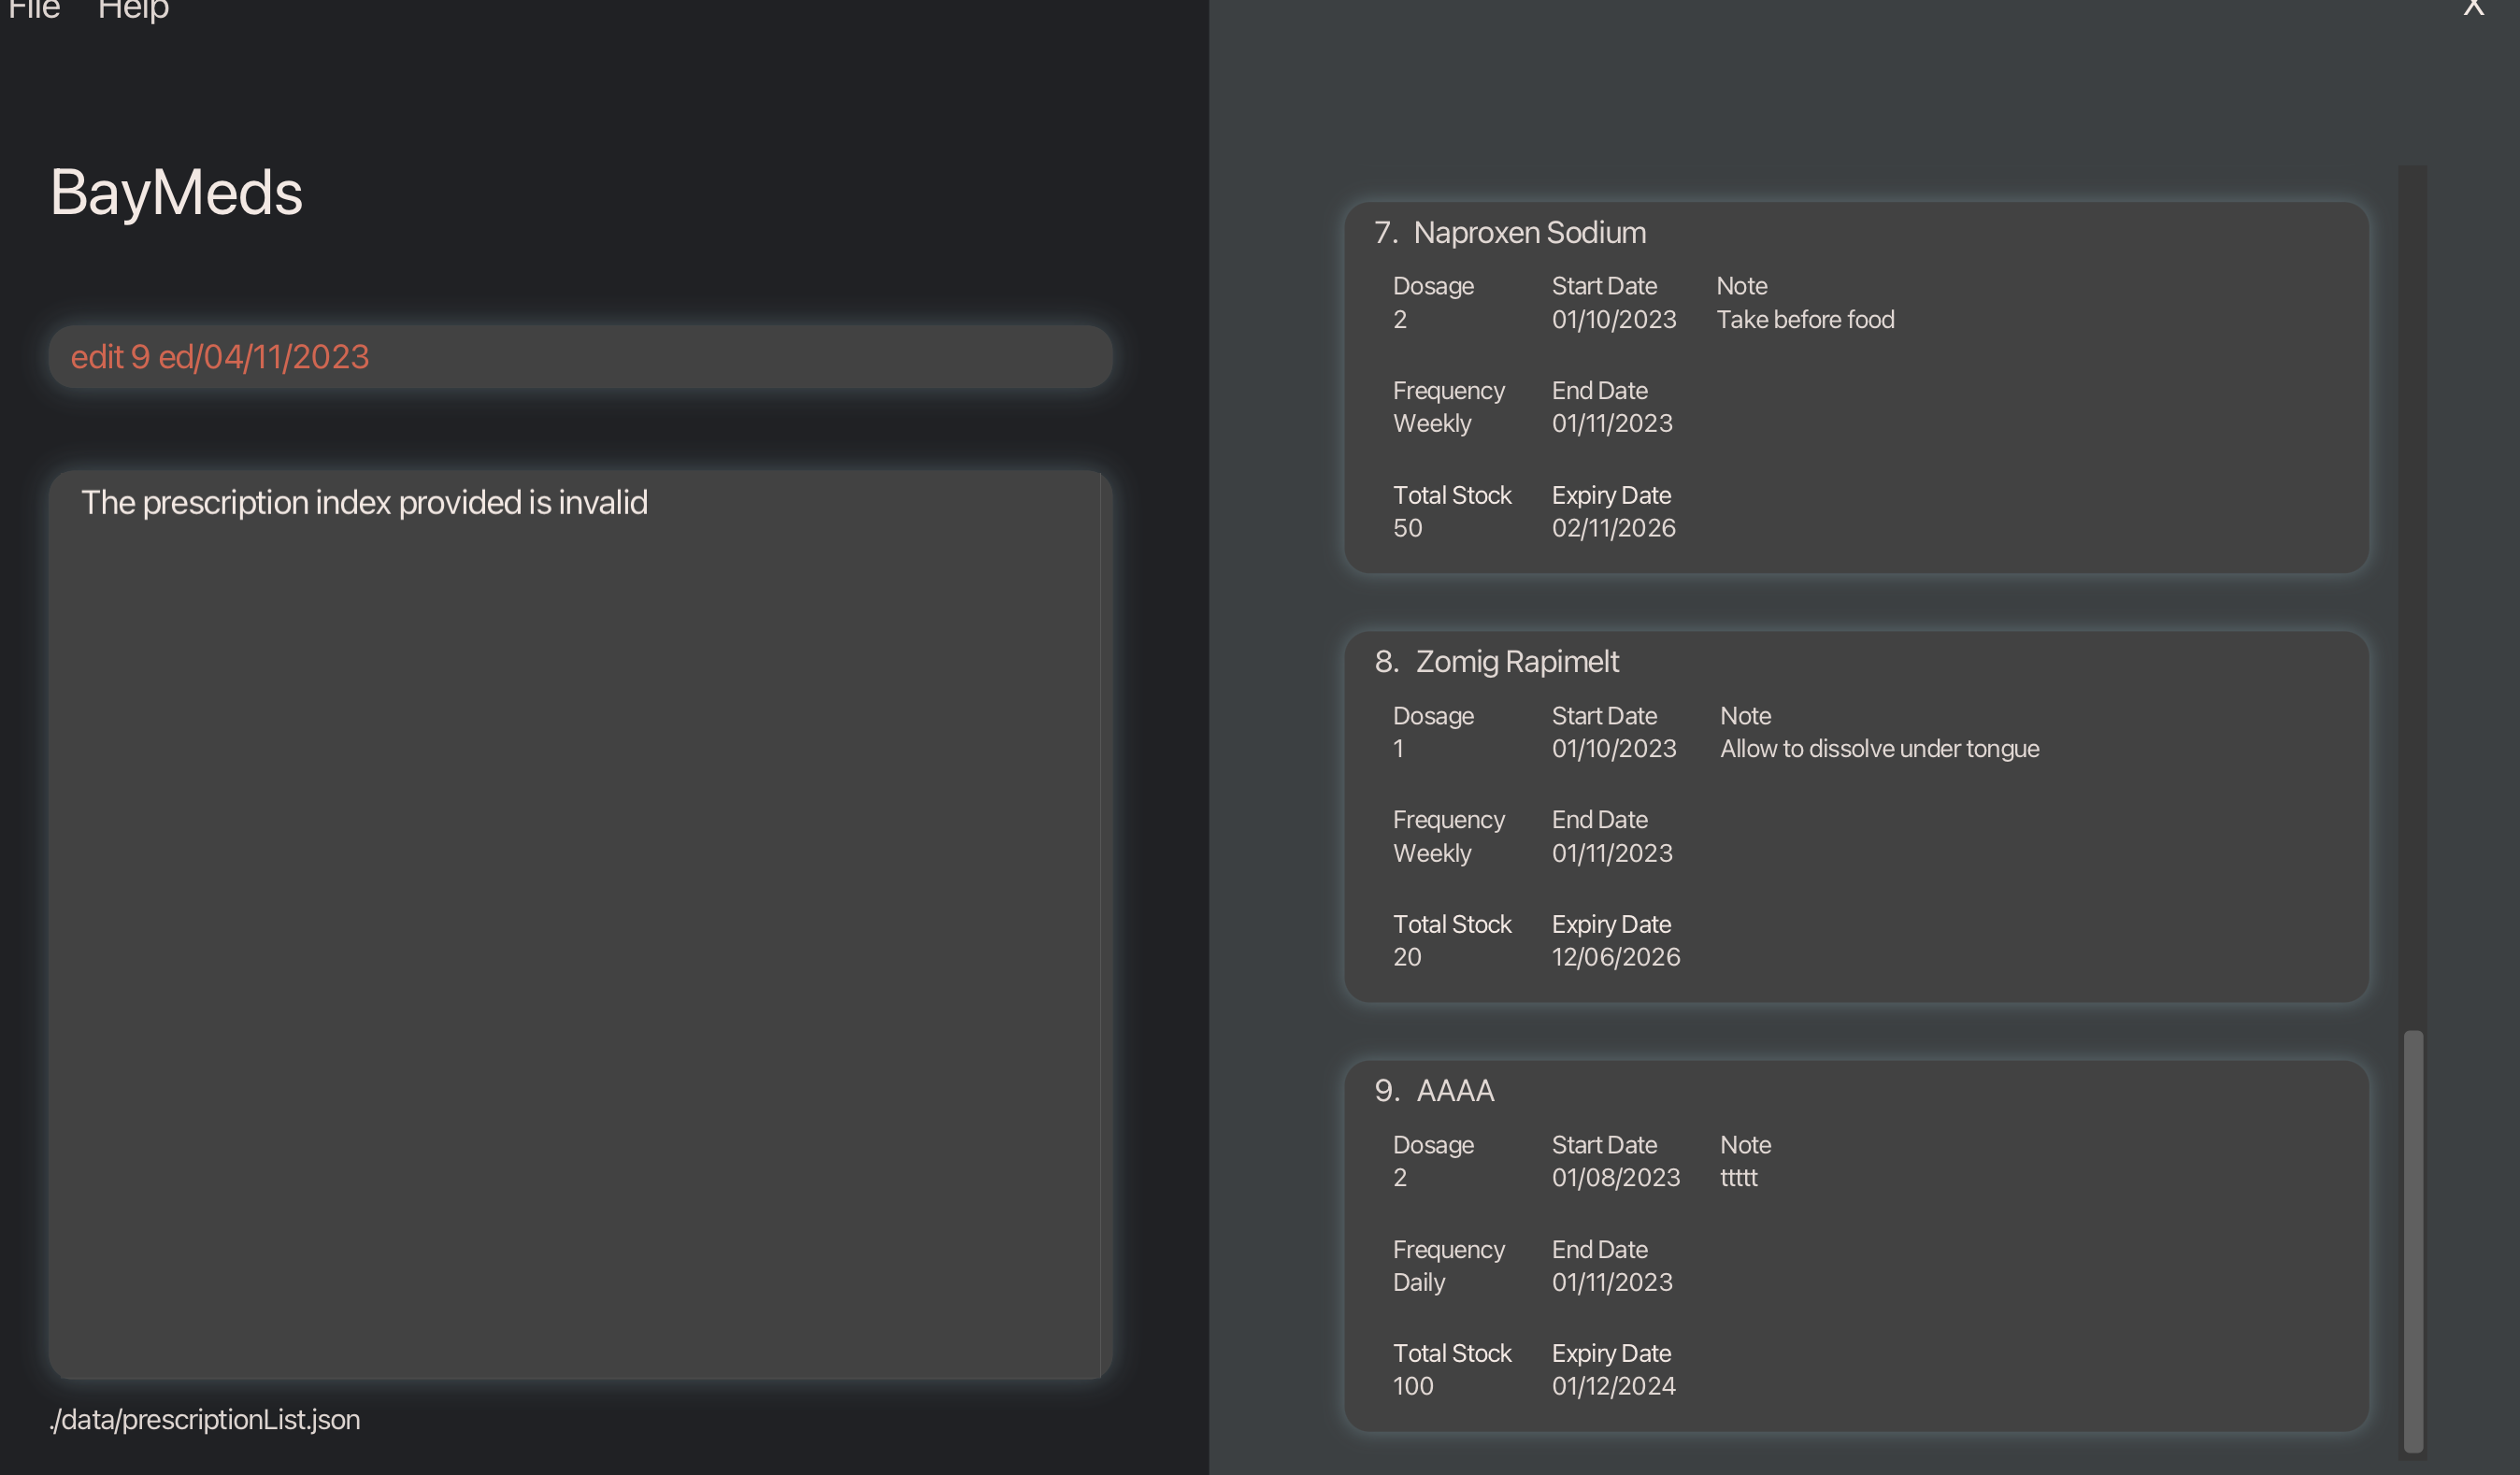 File Help X
BayMeds
edit 9 ed/04/11/2023
The prescription index provided is invalid
./data/prescriptionList.json
7. Naproxen Sodium
Dosage Start Date Note
2 01/10/2023 Take before food
Frequency End Date
Weekly 01/11/2023
Total Stock Expiry Date
50 02/11/2026
8. Zomig Rapimelt
Dosage Start Date Note
1 01/10/2023 Allow to dissolve under tongue
Frequency End Date
Weekly 01/11/2023
Total Stock Expiry Date
20 12/06/2026
9. AAAA
Dosage Start Date Note
2 01/08/2023 ttttt
Frequency End Date
Daily 01/11/2023
Total Stock Expiry Date
100 01/12/2024